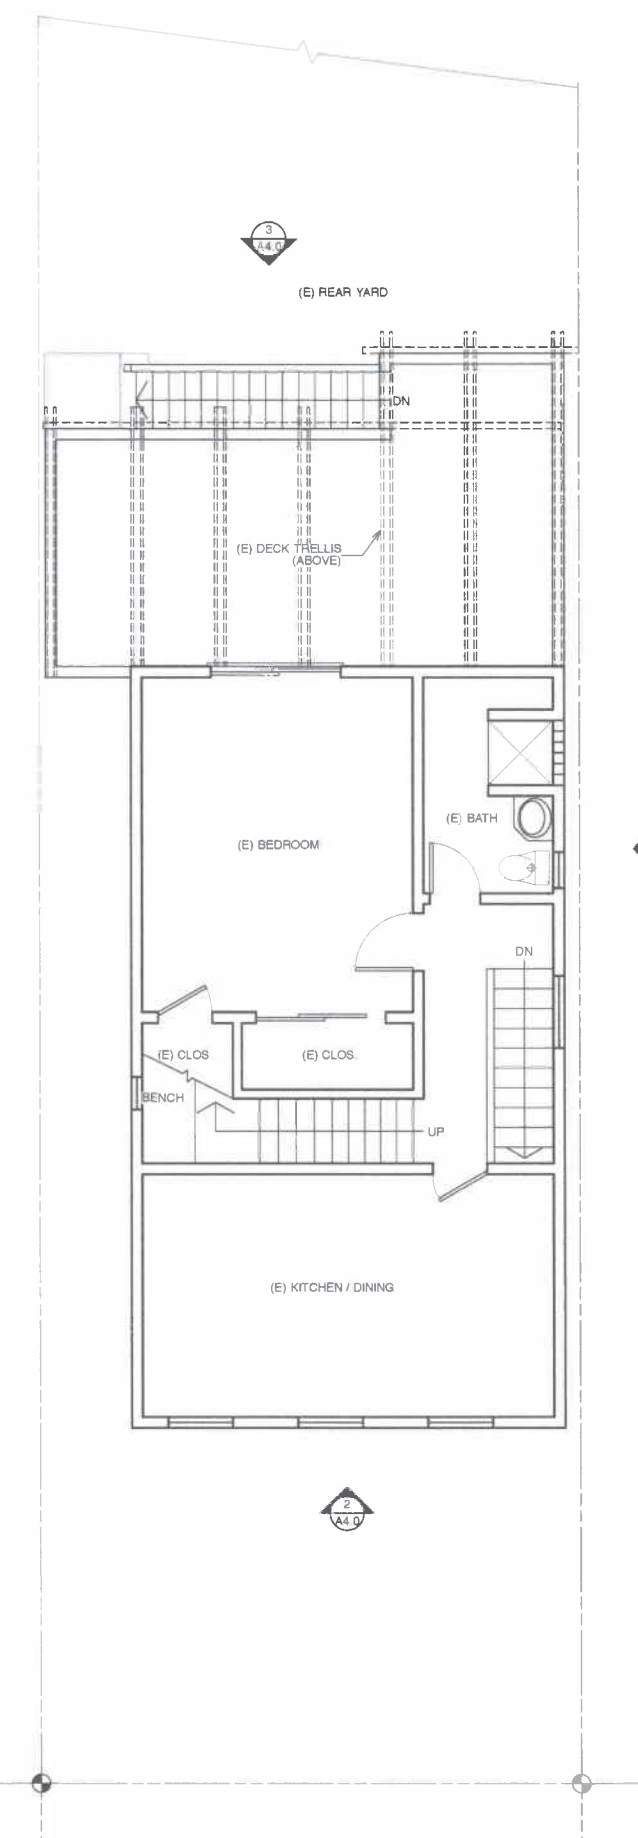 3
A4.0
(E) REAR YARD
DN
(E) DECK TRELLIS
(ABOVE)
(E) BATH
(E) BEDROOM
DN
(E) CLOS
(E) CLOS.
BENCH
UP
(E) KITCHEN / DINING
2
A4.0